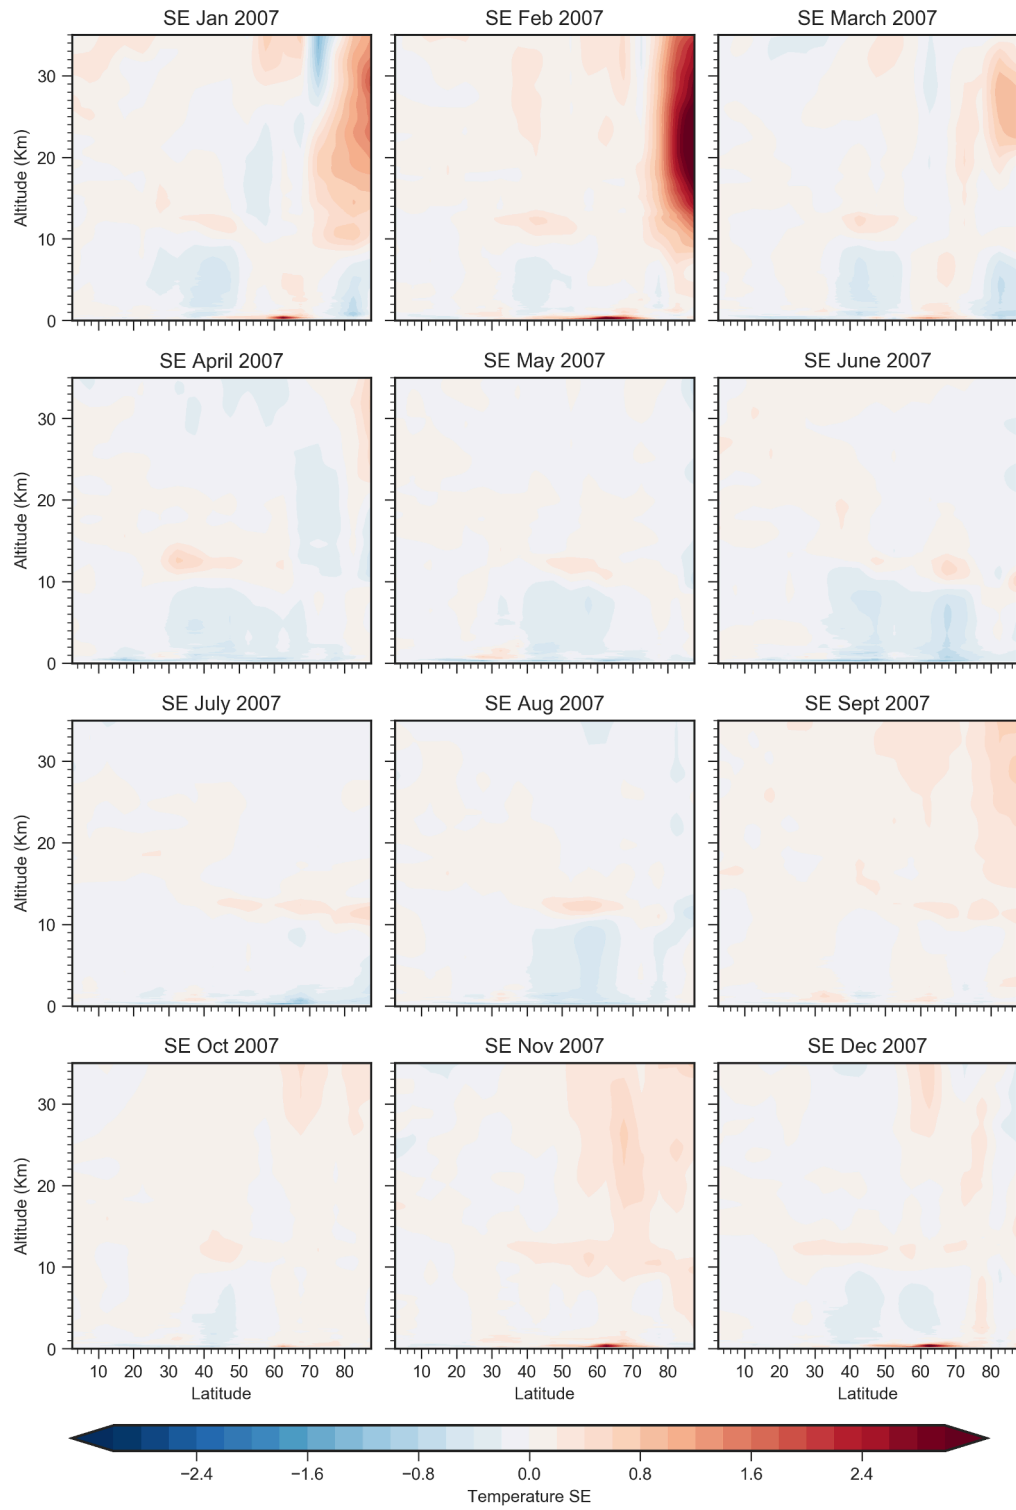 SE Jan 2007 SE Feb 2007 SE March 2007
Altitude (Km)
30
20
10
0
SE April 2007 SE May 2007 SE June 2007
Altitude (Km)
30
20
10
0
SE July 2007 SE Aug 2007 SE Sept 2007
Altitude (Km)
30
20
10
0
SE Oct 2007 SE Nov 2007 SE Dec 2007
Altitude (Km)
30
20
10
0
10 20 30 40 50 60 70 80 10 20 30 40 50 60 70 80 10 20 30 40 50 60 70 80
Latitude Latitude Latitude
−2.4 −1.6 −0.8 0.0 0.8 1.6 2.4
Temperature SE